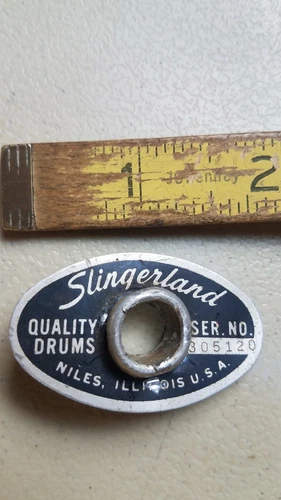 1 2
Slingerland
QUALITY SER. NO.
DRUMS 305120
NILES, ILLINOIS U.S.A.